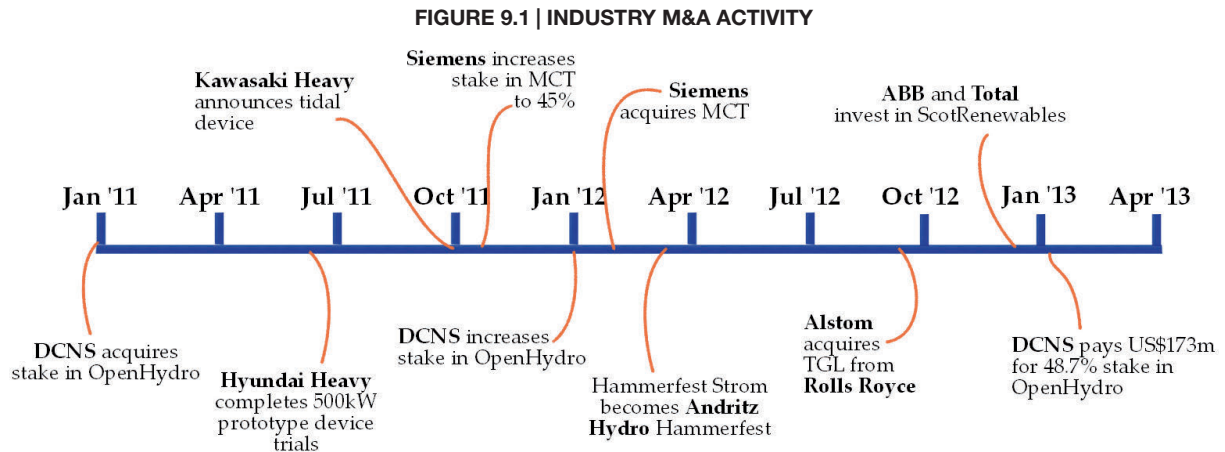 FIGURE 9.1 | INDUSTRY M&A ACTIVITY
Kawasaki Heavy
announces tidal
device
Siemens increases
stake in MCT
to 45%
Siemens
acquires MCT
ABB and Total
invest in ScotRenewables
Jan '11 Apr '11 Jul '11 Oct '11 Jan '12 Apr '12 Jul '12 Oct '12 Jan '13 Apr '13
DCNS acquires
stake in OpenHydro
Hyundai Heavy
completes 500kW
prototype device
trials
DCNS increases
stake in OpenHydro
Hammerfest Strom
becomes Andritz
Hydro Hammerfest
Alstom
acquires
TGL from
Rolls Royce
DCNS pays US$173m
for 48.7% stake in
OpenHydro